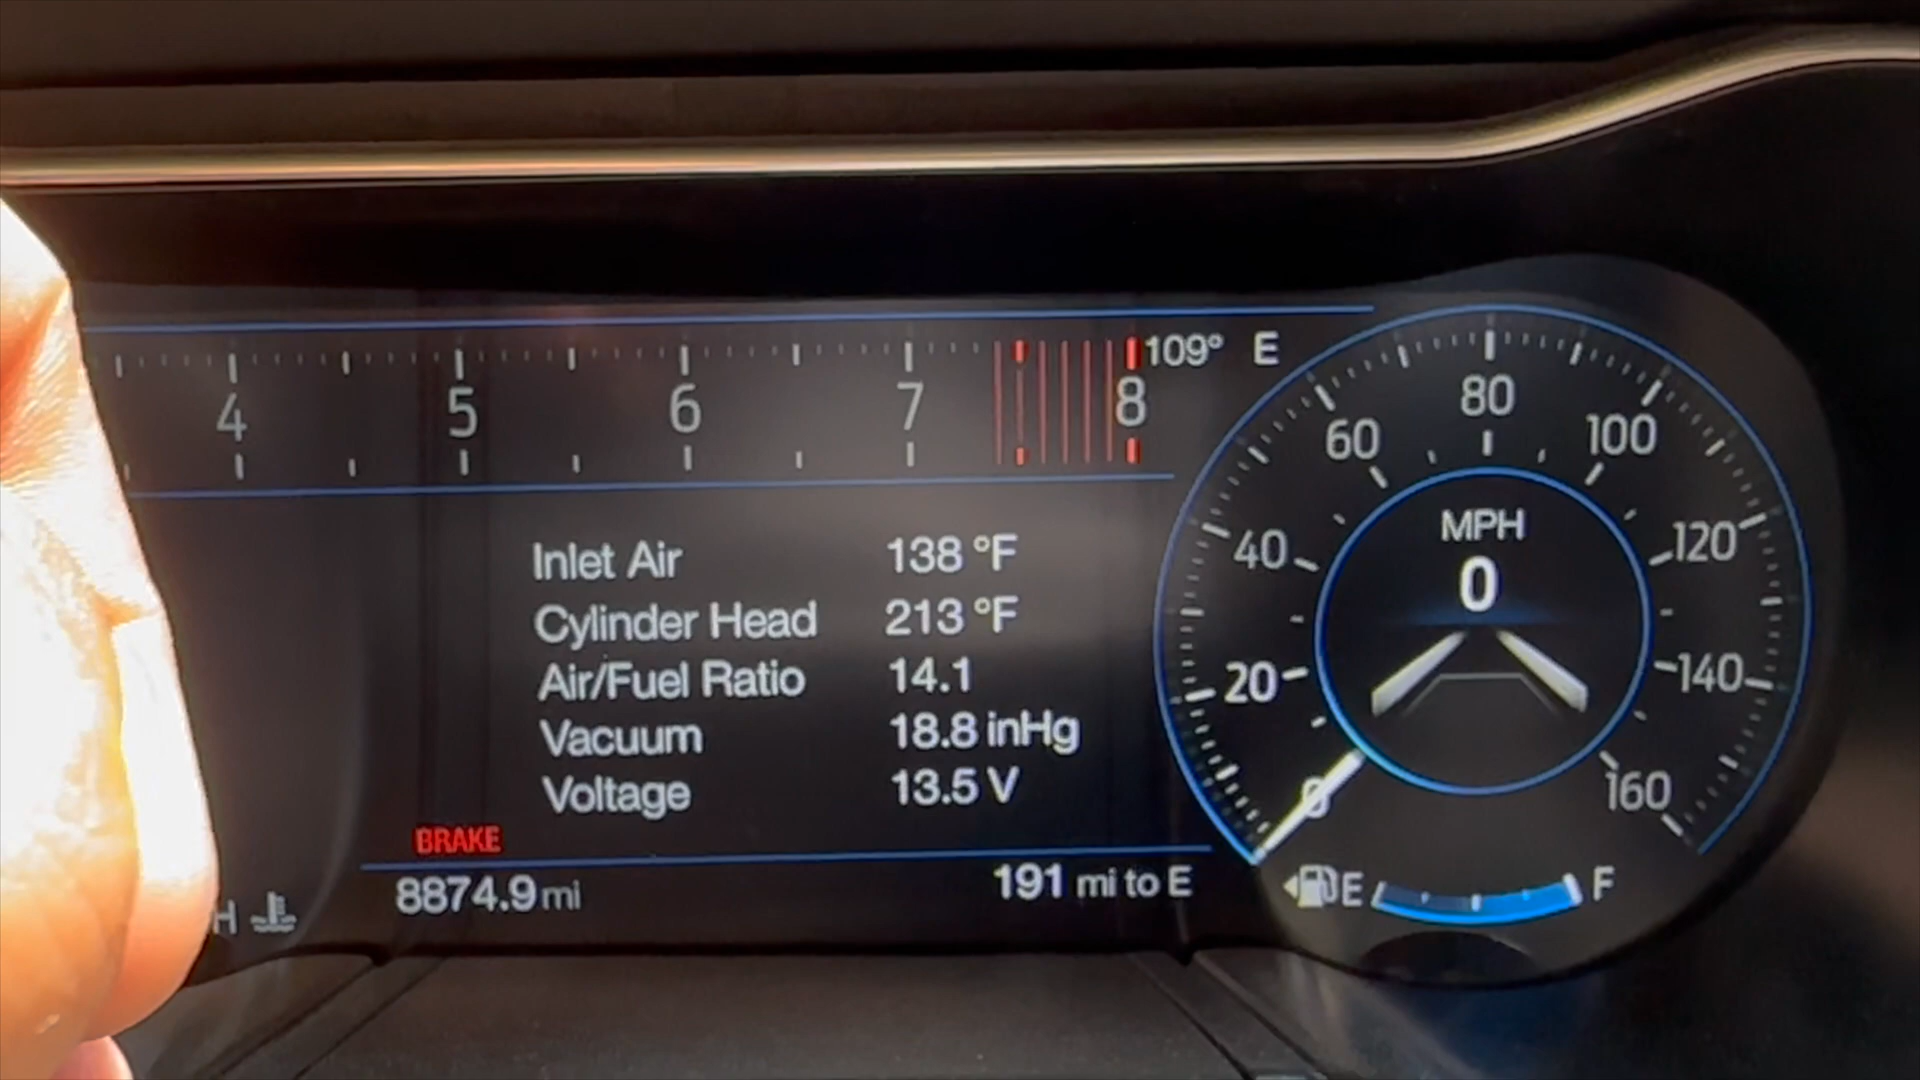 109° E
4 5 6 7 8
Inlet Air 138 °F
Cylinder Head 213 °F
Air/Fuel Ratio 14.1
Vacuum 18.8 inHg
Voltage 13.5 V
BRAKE
8874.9 mi
191 mi to E
H
0 20 40 60 80 100 120 140 160
MPH
0
E F